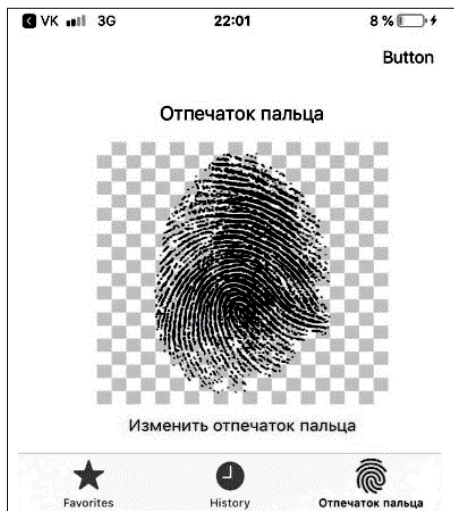 VK 3G 22:01 8 %
Button
Отпечаток пальца
Изменить отпечаток пальца
Favorites History Отпечаток пальца